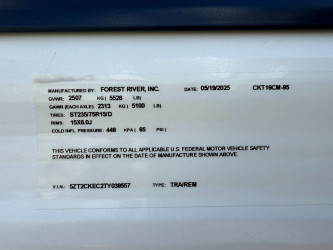 MANUFACTURED BY: FOREST RIVER, INC. DATE: 05/19/2025 CKT16CM-95
GVWR: 2507 KG ( 5526 LB)
GAWR (EACH AXLE): 2313 KG ( 5100 LB)
TIRES: ST235/75R15/D
RIMS: 15X6.0J
COLD INFL. PRESSURE: 448 KPA ( 65 PSI )
THIS VEHICLE CONFORMS TO ALL APPLICABLE U.S. FEDERAL MOTOR VEHICLE SAFETY
STANDARDS IN EFFECT ON THE DATE OF MANUFACTURE SHOWN ABOVE.
V.I.N.: 5ZT2CKEC2TY039557 TYPE: TRA/REM